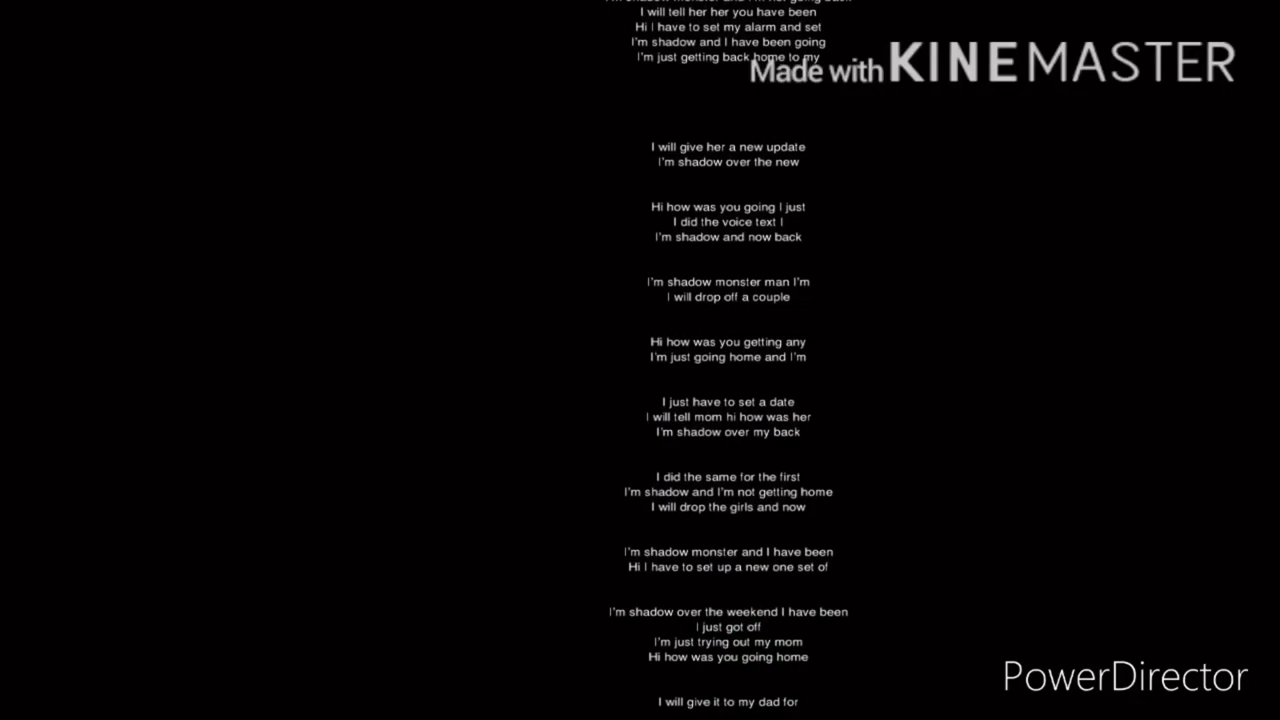 I'm shadow monster and I'm not going back
I will tell her her you have been
Hi I have to set my alarm and set
I'm shadow and I have been going
I'm just getting back home to my
Made with KINEMASTER
I will give her a new update
I'm shadow over the new
Hi how was you going I just
I did the voice text I
I'm shadow and now back
I'm shadow monster man I'm
I will drop off a couple
Hi how was you getting any
I'm just going home and I'm
I just have to set a date
I will tell mom hi how was her
I'm shadow over my back
I did the same for the first
I'm shadow and I'm not getting home
I will drop the girls and now
I'm shadow monster and I have been
Hi I have to set up a new one set of
I'm shadow over the weekend I have been
I just got off
I'm just trying out my mom
Hi how was you going home
PowerDirector
I will give it to my dad for